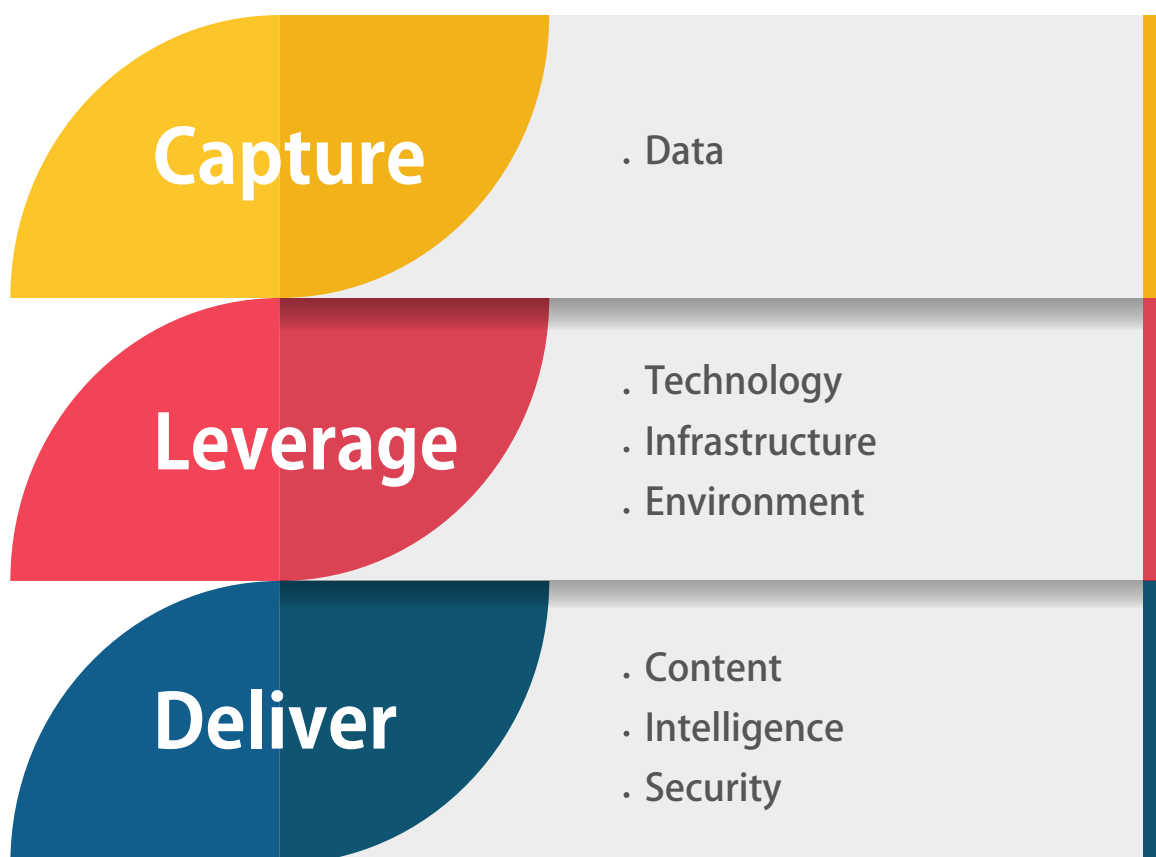 Capture
. Data
Leverage
. Technology
. Infrastructure
. Environment
Deliver
. Content
. Intelligence
. Security